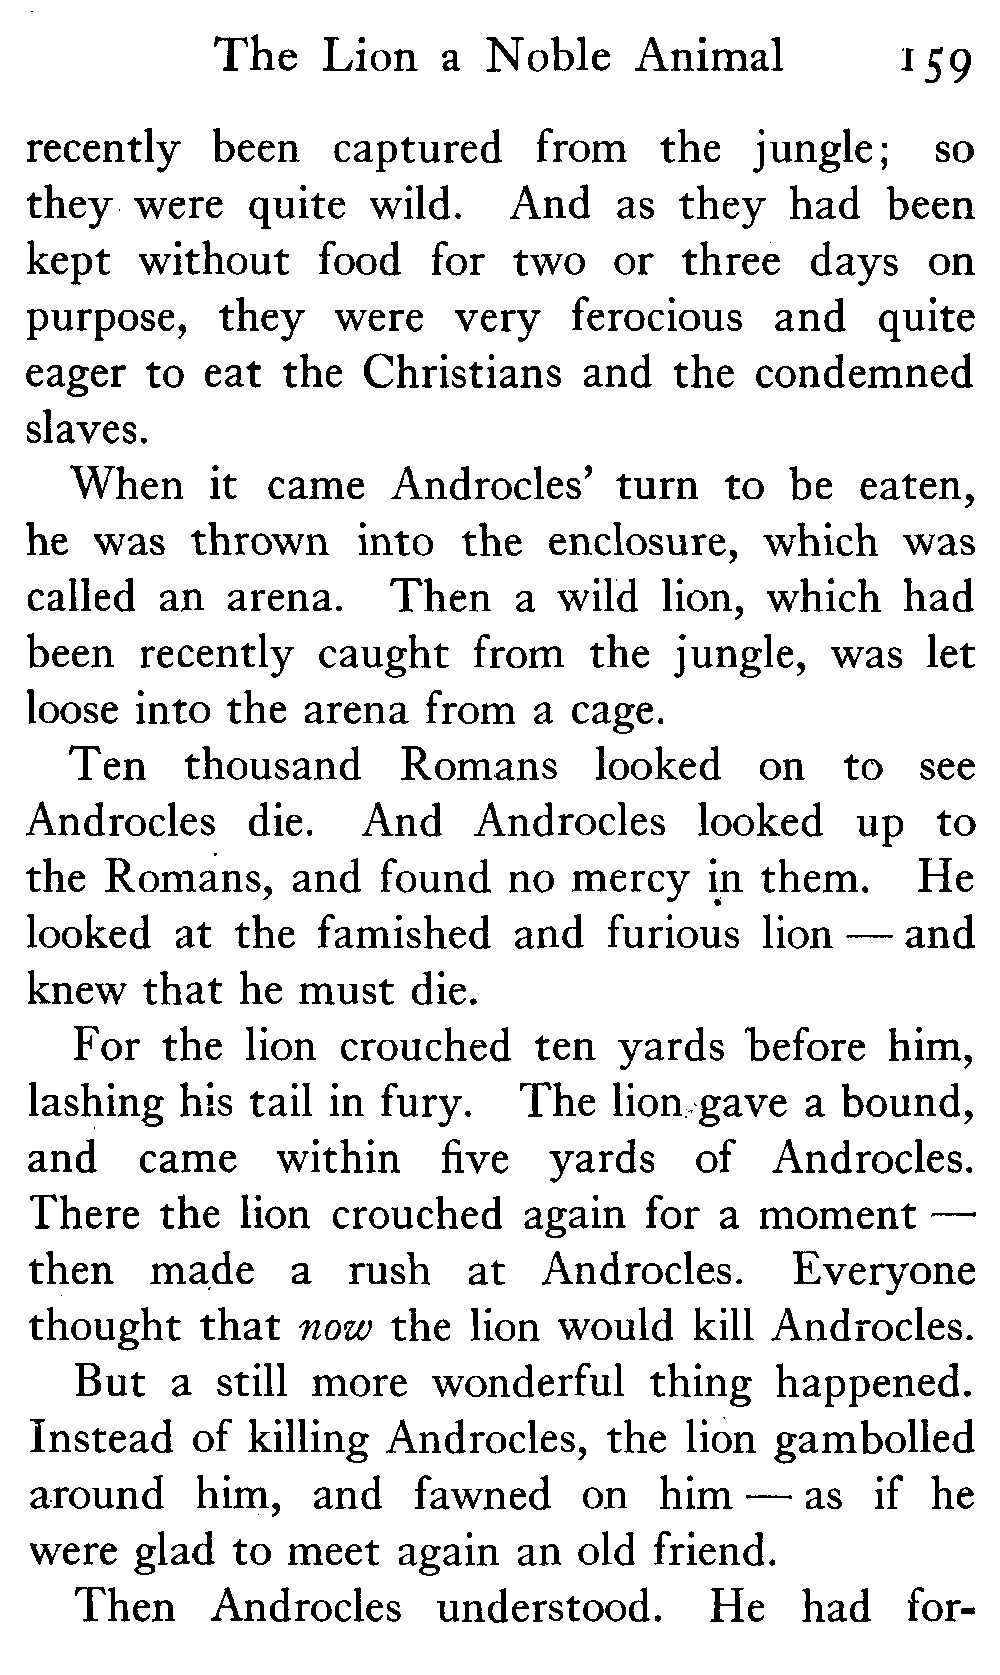 The Lion a Noble Animal 159
recently been captured from the jungle; so
they were quite wild. And as they had been
kept without food for two or three days on
purpose, they were very ferocious and quite
eager to eat the Christians and the condemned
slaves.
When it came Androcles' turn to be eaten,
he was thrown into the enclosure, which was
called an arena. Then a wild lion, which had
been recently caught from the jungle, was let
loose into the arena from a cage.
Ten thousand Romans looked on to see
Androcles die. And Androcles looked up to
the Romans, and found no mercy in them. He
looked at the famished and furious lion — and
knew that he must die.
For the lion crouched ten yards before him,
lashing his tail in fury. The lion gave a bound,
and came within five yards of Androcles.
There the lion crouched again for a moment —
then made a rush at Androcles. Everyone
thought that now the lion would kill Androcles.
But a still more wonderful thing happened.
Instead of killing Androcles, the lion gambolled
around him, and fawned on him — as if he
were glad to meet again an old friend.
Then Androcles understood. He had for-